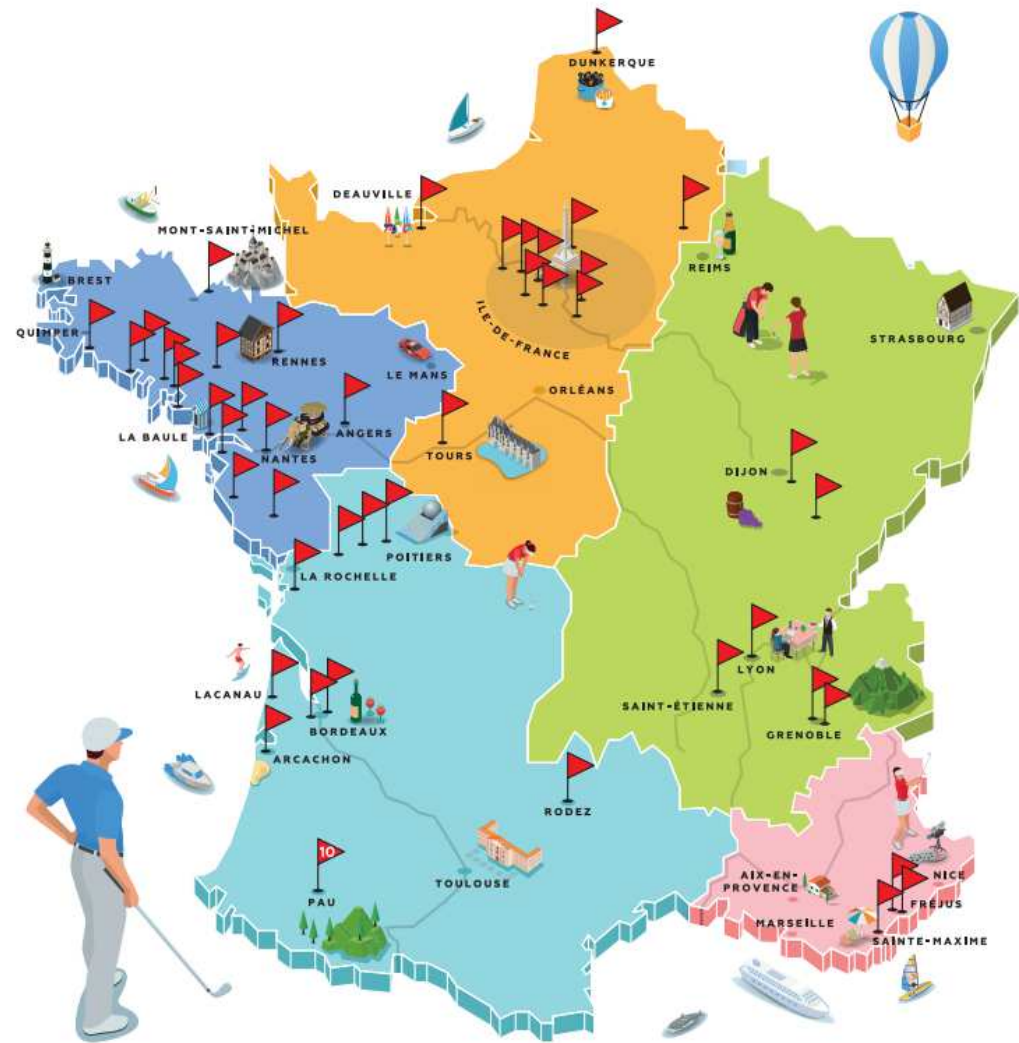 DUNKERQUE
DEAUVILLE
MONT-SAINT-MICHEL
REIMS
BREST
QUIMPER
ILE-DE-FRANCE
STRASBOURG
RENNES
LE MANS
ORLÉANS
LA BAULE
ANGERS
NANTES
TOURS
DIJON
POITIERS
LA ROCHELLE
LYON
LACANAU
SAINT-ÉTIENNE
BORDEAUX
GRENOBLE
ARCACHON
RODEZ
10
PAU
TOULOUSE
AIX-EN-
PROVENCE
NICE
FRÉJUS
MARSEILLE
SAINTE-MAXIME